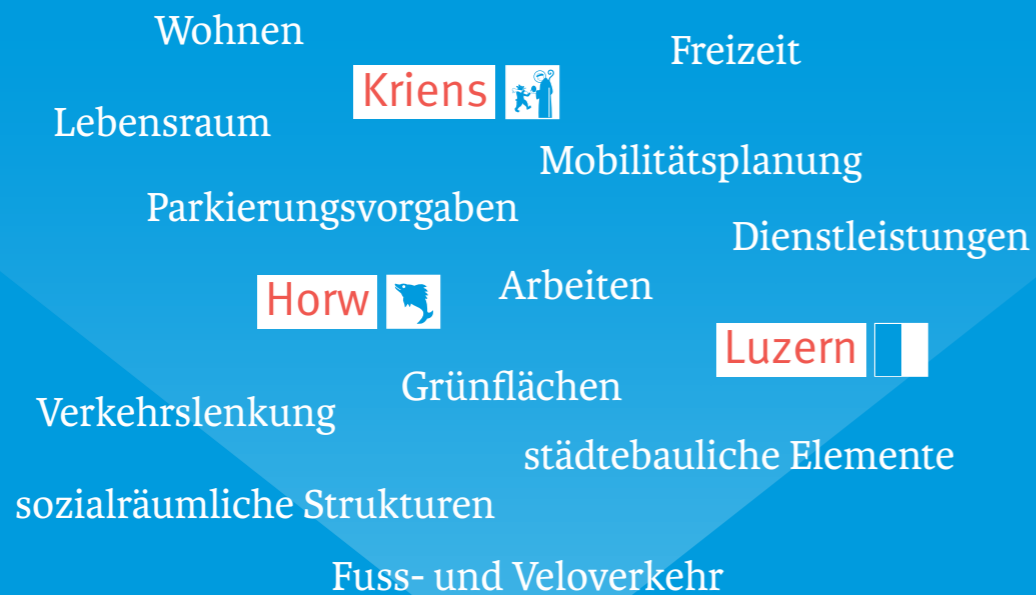 Wohnen
Freizeit
Kriens
Lebensraum
Mobilitätsplanung
Parkierungsvorgaben
Dienstleistungen
Arbeiten
Horw
Luzern
Grünflächen
Verkehrslenkung
städtebauliche Elemente
sozialräumliche Strukturen
Fuss- und Veloverkehr